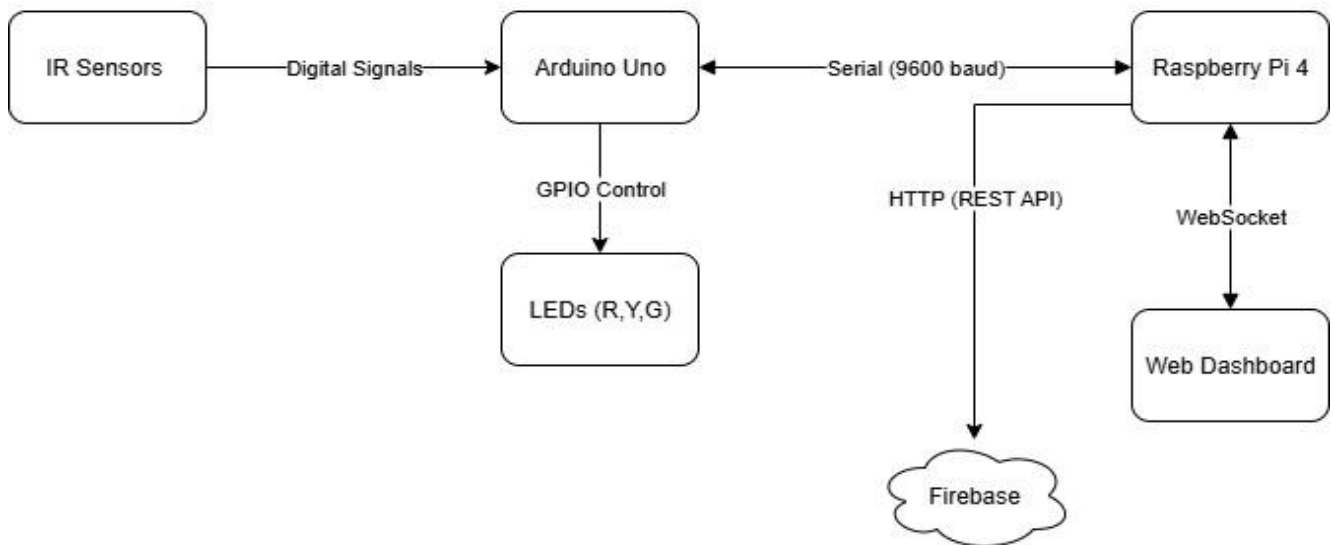 IR Sensors
Digital Signals
Arduino Uno
Serial (9600 baud)
Raspberry Pi 4
GPIO Control
HTTP (REST API)
WebSocket
LEDs (R,Y,G)
Web Dashboard
Firebase